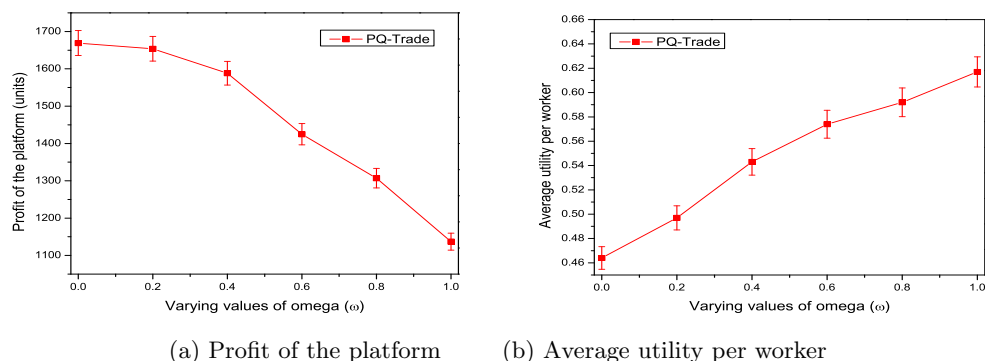 1700
1600
1500
1400
1300
1200
1100
0.0 0.2 0.4 0.6 0.8 1.0
Profit of the platform (units)
Varying values of omega (ω)
PQ-Trade
0.66
0.64
0.62
0.60
0.58
0.56
0.54
0.52
0.50
0.48
0.46
0.0 0.2 0.4 0.6 0.8 1.0
Average utility per worker
Varying values of omega (ω)
PQ-Trade
(a) Profit of the platform
(b) Average utility per worker